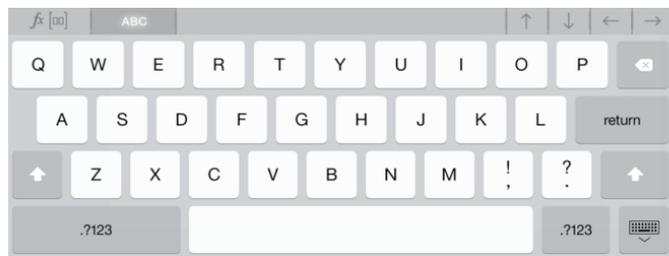 fx [▯▯] ABC ↑ ↓ ← →
Q W E R T Y U I O P
A S D F G H J K L return
Z X C V B N M ! , ? .
.?123 .?123